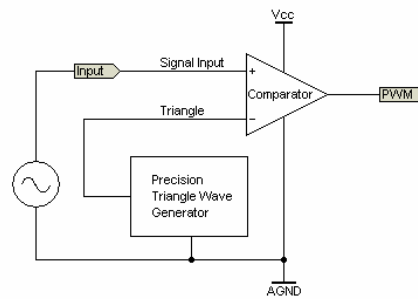 Vcc
Input
Signal Input
+
Comparator
PWM
Triangle
−
Precision
Triangle Wave
Generator
AGND